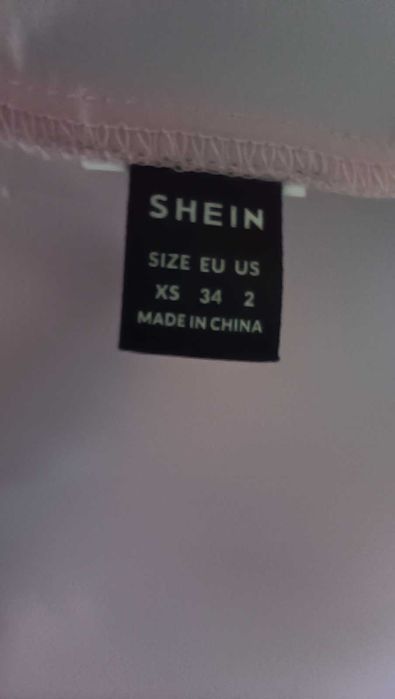 SHEIN
SIZE EU US
XS 34 2
MADE IN CHINA